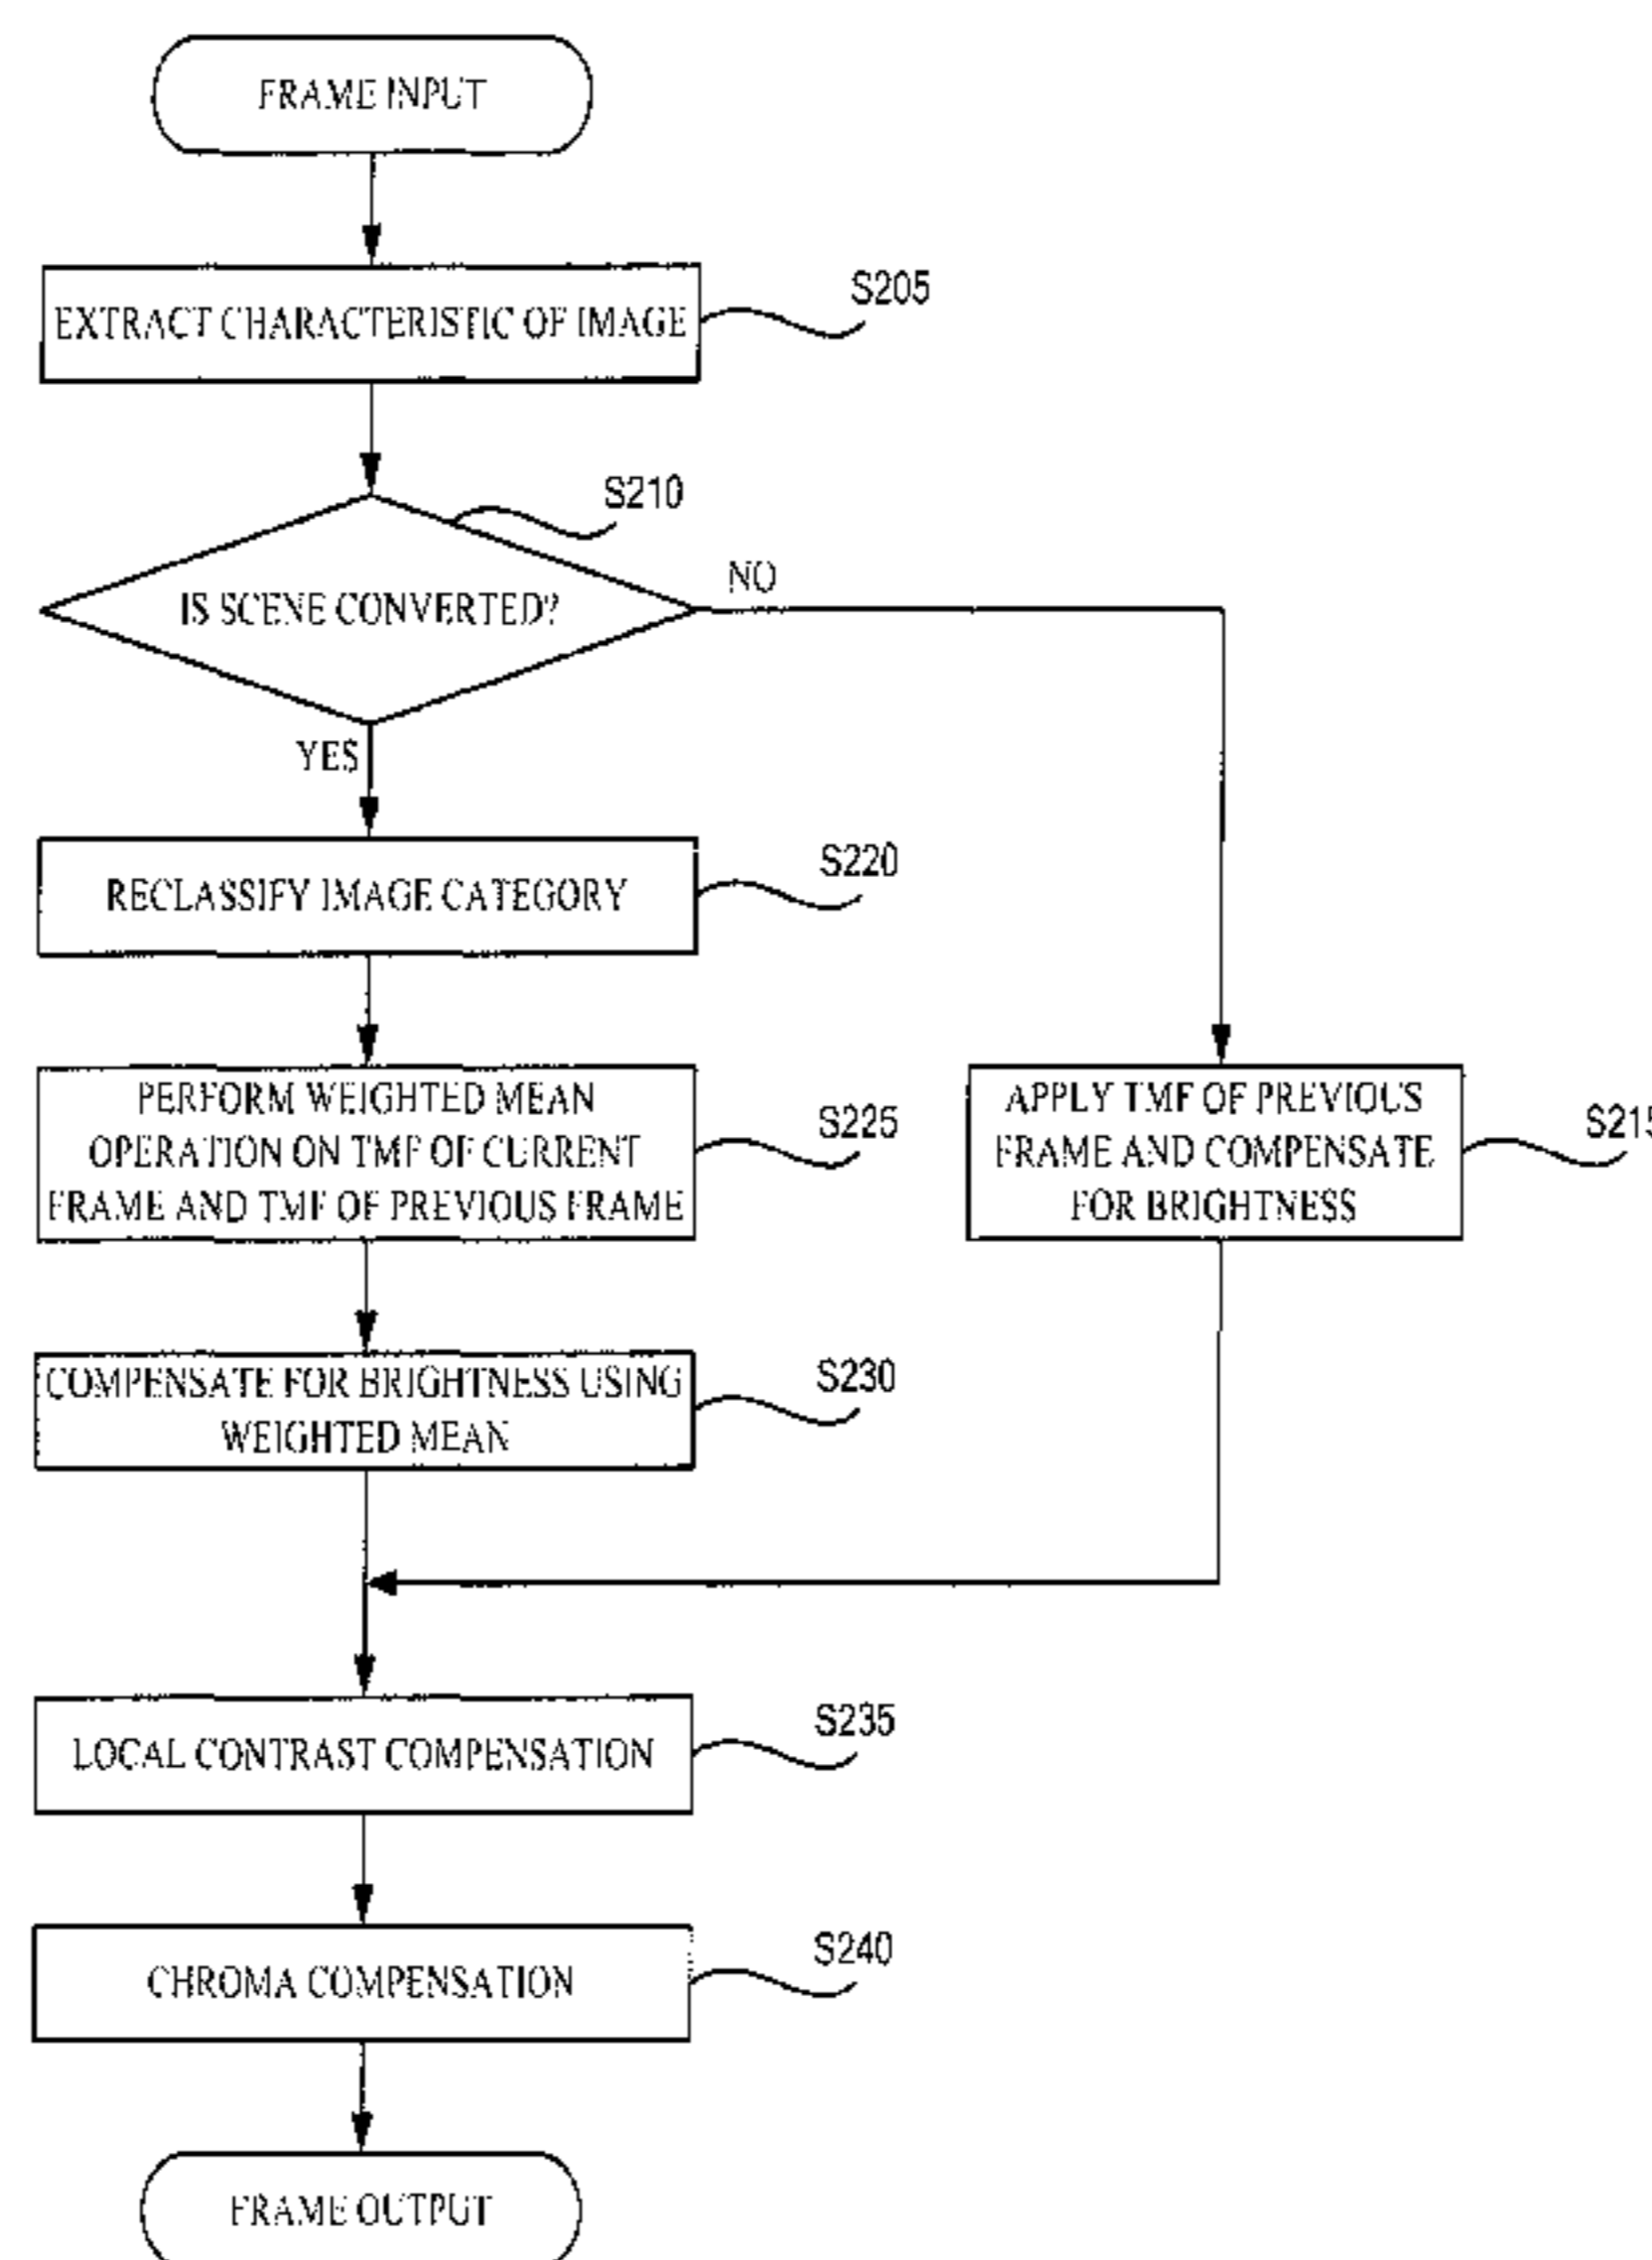 FRAME INPUT
EXTRACT CHARACTERISTIC OF IMAGE
S205
S210
IS SCENE CONVERTED?
NO
YES
RECLASSIFY IMAGE CATEGORY
S220
PERFORM WEIGHTED MEAN
OPERATION ON TMF OF CURRENT
FRAME AND TMF OF PREVIOUS FRAME
S225
APPLY TMF OF PREVIOUS
FRAME AND COMPENSATE
FOR BRIGHTNESS
S215
COMPENSATE FOR BRIGHTNESS USING
WEIGHTED MEAN
S230
LOCAL CONTRAST COMPENSATION
S235
CHROMA COMPENSATION
S240
FRAME OUTPUT